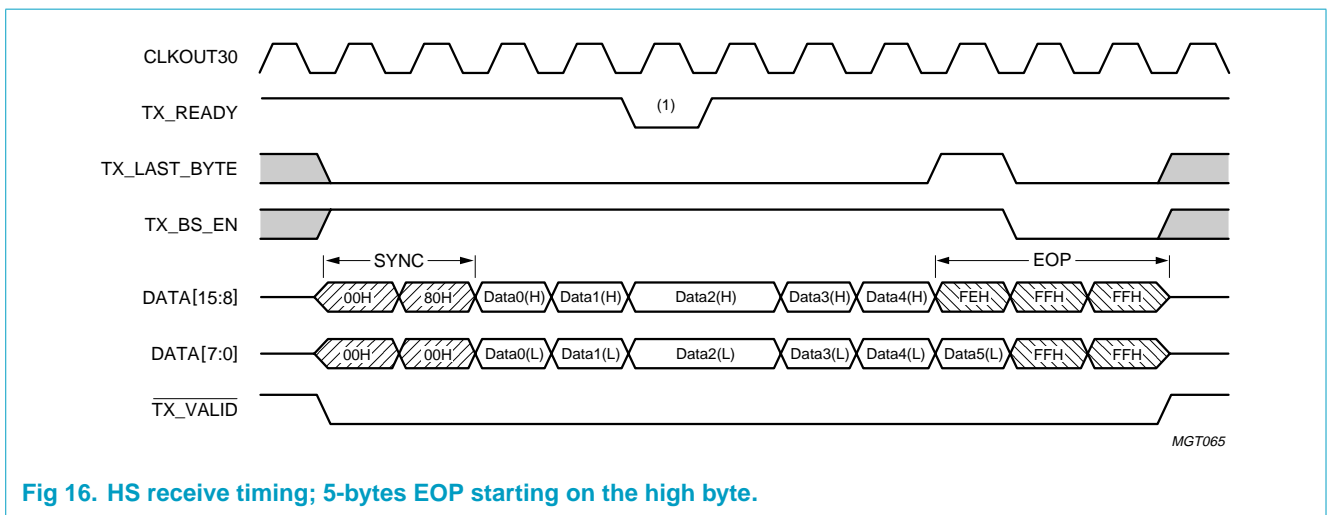 CLKOUT30
TX_READY (1)
TX_LAST_BYTE
TX_BS_EN
SYNC EOP
DATA[15:8] 00H 80H Data0(H) Data1(H) Data2(H) Data3(H) Data4(H) FEH FFH FFH
DATA[7:0] 00H 00H Data0(L) Data1(L) Data2(L) Data3(L) Data4(L) Data5(L) FFH FFH
TX_VALID
MGT065
Fig 16. HS receive timing; 5-bytes EOP starting on the high byte.